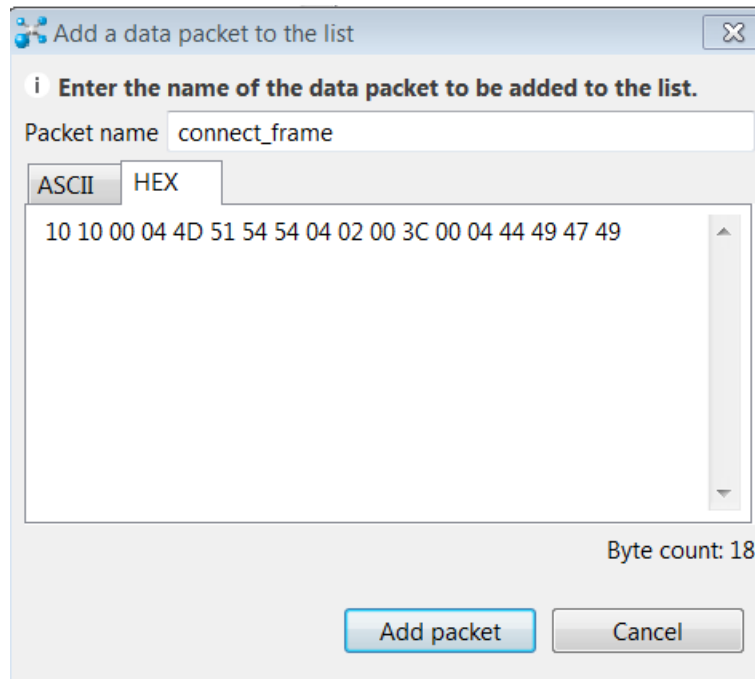 Add a data packet to the list
i Enter the name of the data packet to be added to the list.
Packet name connect_frame
ASCII HEX
10 10 00 04 4D 51 54 54 04 02 00 3C 00 04 44 49 47 49
Byte count: 18
Add packet Cancel